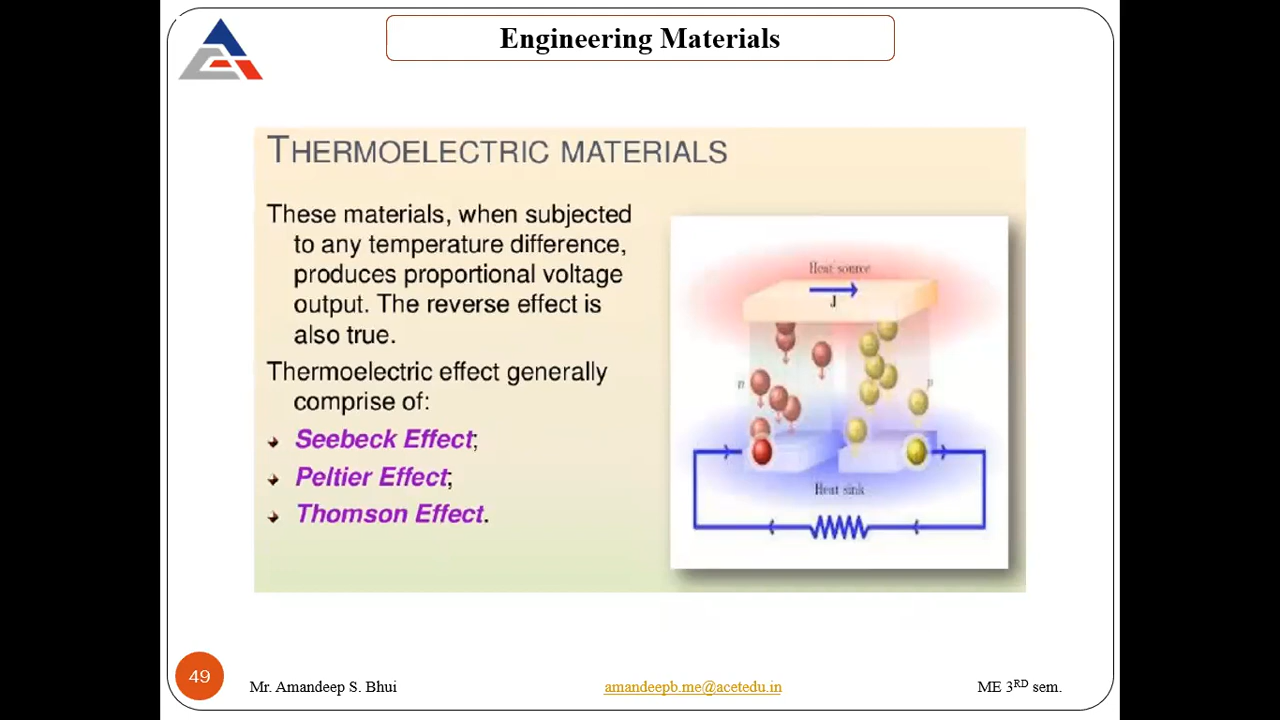 Engineering Materials
THERMOELECTRIC MATERIALS
These materials, when subjected
to any temperature difference,
produces proportional voltage
output. The reverse effect is
also true.
Thermoelectric effect generally
comprise of:
Seebeck Effect;
Peltier Effect;
Thomson Effect.
Heat source
J
n
p
Heat sink
49
Mr. Amandeep S. Bhui
amandeepb.me@acetedu.in
ME 3RD sem.